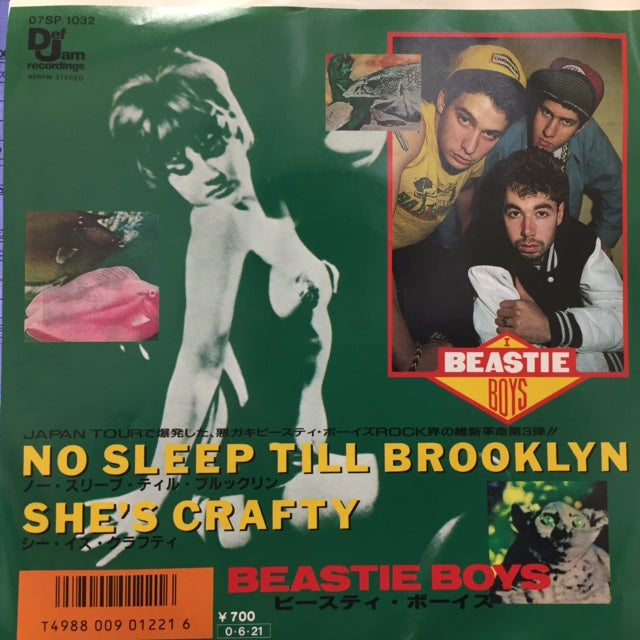 07SP 1032
Def
Jam
recordings
45RPM STEREO
CHAMPION
I
BEASTIE
BOYS
JAPAN TOURで爆発した、悪ガキビースティ・ボーイズROCK界の維新革命第3弾!!
NO SLEEP TILL BROOKLYN
ノー・スリープ・ティル・ブルックリン
SHE'S CRAFTY
シー・イズ・クラフティ
BEASTIE BOYS
ビースティ・ボーイズ
T4988 009 01221 6
¥700
0・6・21